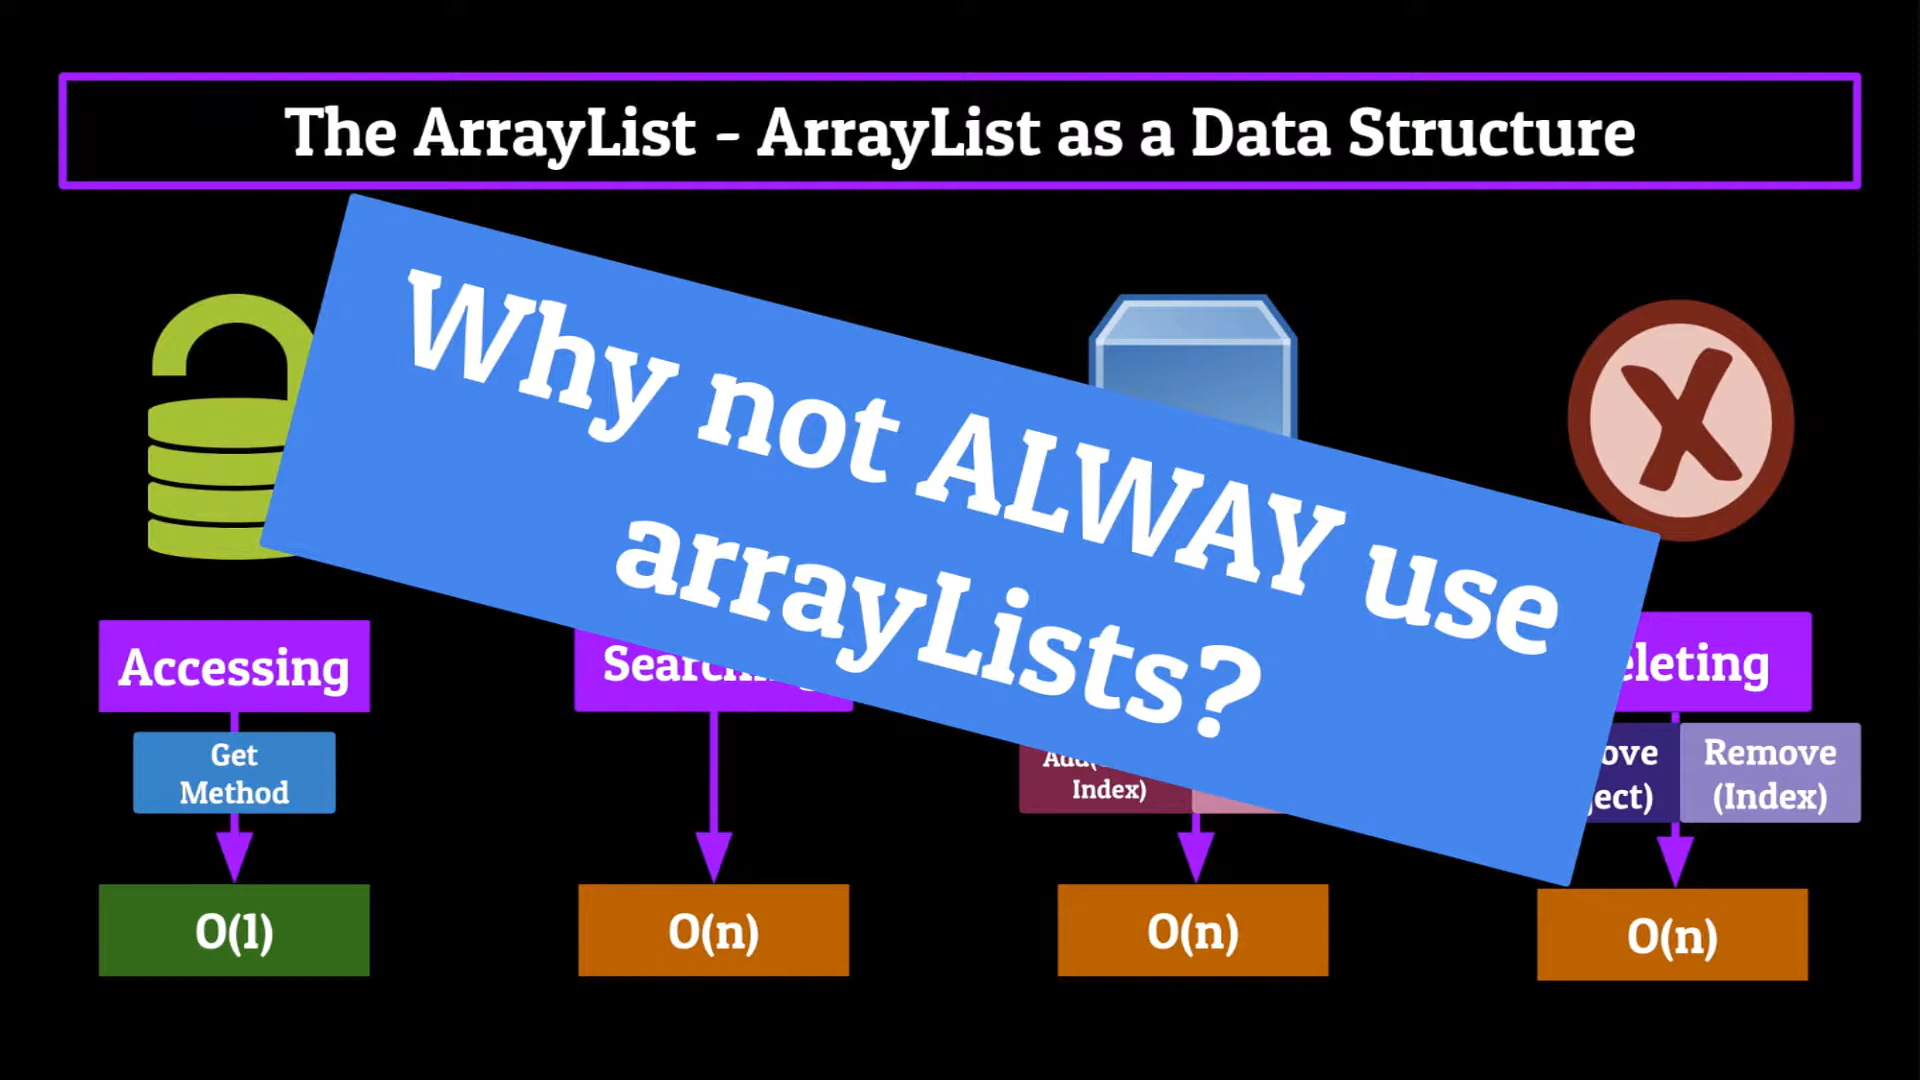 The ArrayList - ArrayList as a Data Structure
Why not ALWAY use
arrayLists?
Accessing
Get
Method
O(1)
O(n)
Index)
O(n)
Remove
(Index)
O(n)